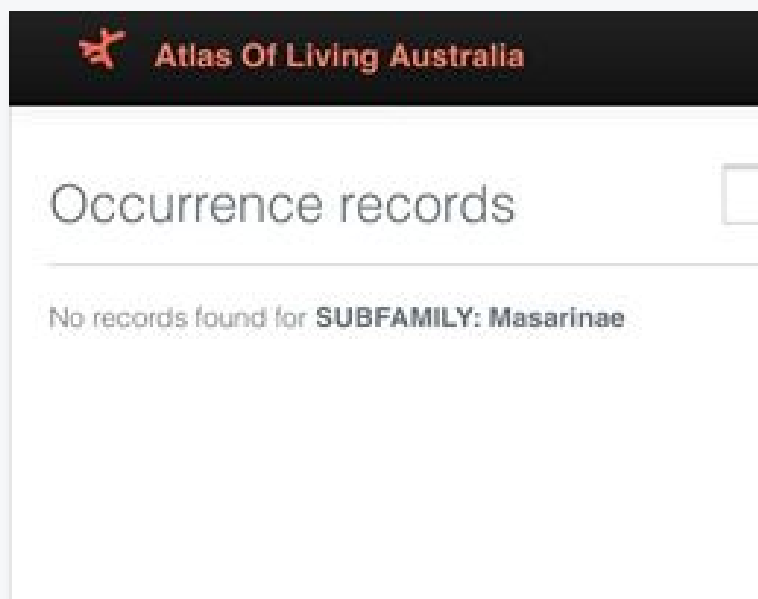 Atlas Of Living Australia
Occurrence records
No records found for SUBFAMILY: Masarinae